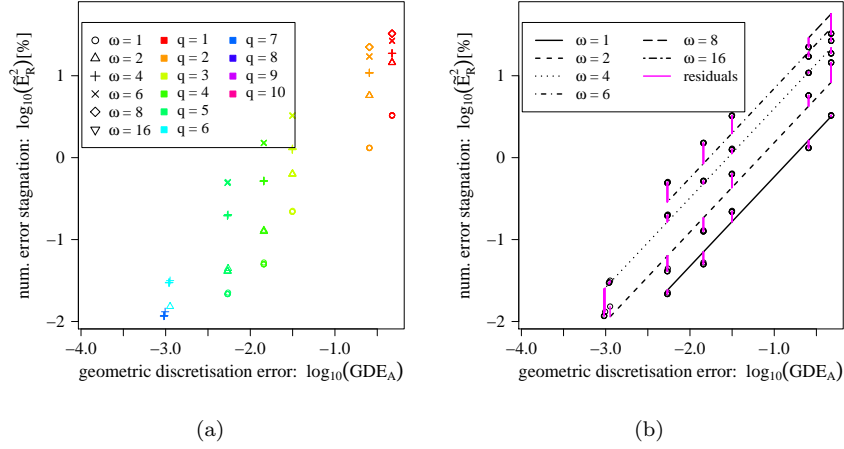 num. error stagnation: log10(ẼR²)[%]
1
0
−1
−2
ω = 1
ω = 2
ω = 4
ω = 6
ω = 8
ω = 16
q = 1
q = 2
q = 3
q = 4
q = 5
q = 6
q = 7
q = 8
q = 9
q = 10
−4.0
−3.0
−2.0
−1.0
geometric discretisation error: log10(GDEA)
(a)
num. error stagnation: log10(ẼR²)[%]
1
0
−1
−2
ω = 1
ω = 2
ω = 4
ω = 6
ω = 8
ω = 16
residuals
−4.0
−3.0
−2.0
−1.0
geometric discretisation error: log10(GDEA)
(b)